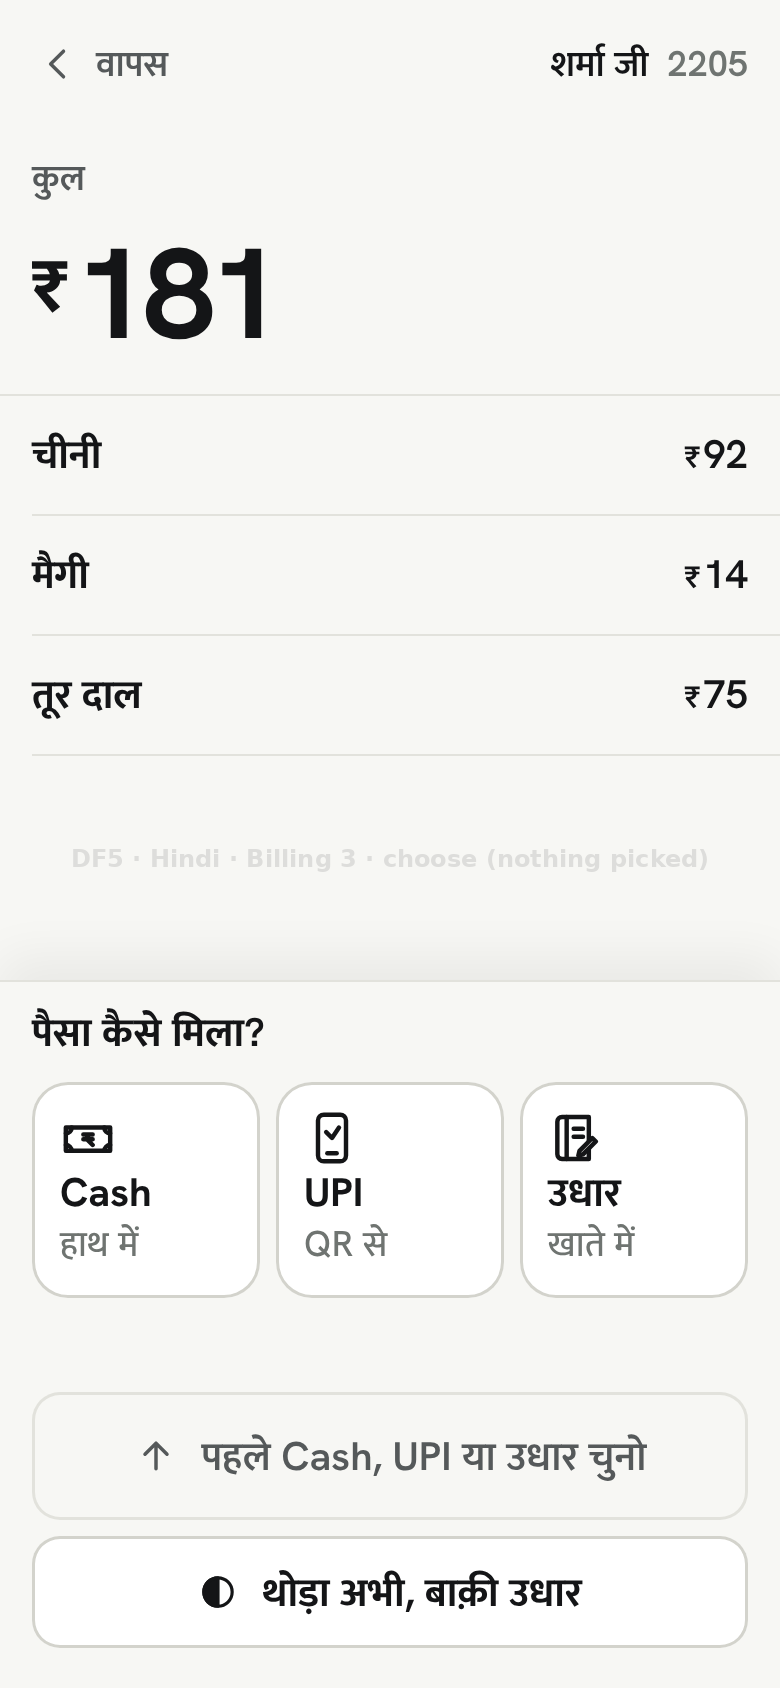 वापस शर्मा जी 2205
कुल
₹181
चीनी ₹92
मैगी ₹14
तूर दाल ₹75
DF5 · Hindi · Billing 3 · choose (nothing picked)
पैसा कैसे मिला?
Cash UPI उधार
हाथ में QR से खाते में
↑ पहले Cash, UPI या उधार चुनो
थोड़ा अभी, बाक़ी उधार